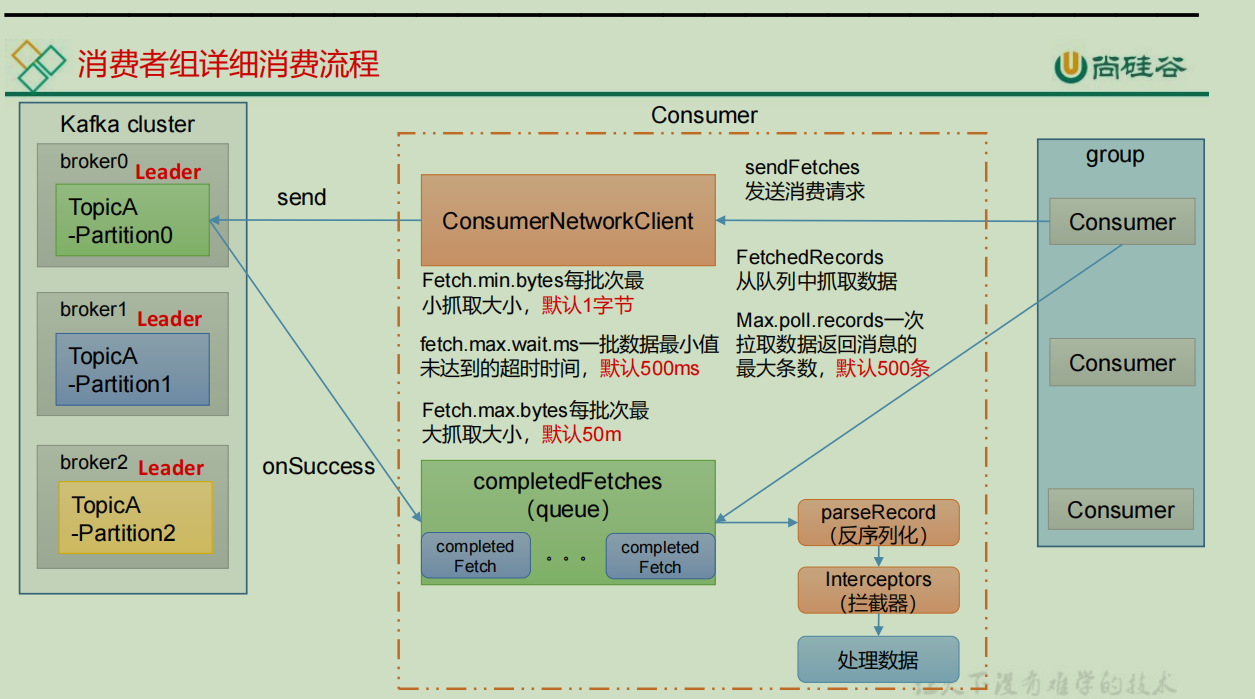 消费者组详细消费流程
尚硅谷
Kafka cluster
broker0
Leader
TopicA
-Partition0
broker1
Leader
TopicA
-Partition1
broker2
Leader
TopicA
-Partition2
send
onSuccess
Consumer
ConsumerNetworkClient
sendFetches
发送消费请求
Fetch.min.bytes每批次最
小抓取大小，默认1字节
fetch.max.wait.ms一批数据最小值
未达到的超时时间，默认500ms
Fetch.max.bytes每批次最
大抓取大小，默认50m
FetchedRecords
从队列中抓取数据
Max.poll.records一次
拉取数据返回消息的
最大条数，默认500条
completedFetches
（queue）
completed
Fetch
。。。
completed
Fetch
parseRecord
（反序列化）
Interceptors
（拦截器）
处理数据
group
Consumer
Consumer
Consumer
让天下没有难学的技术